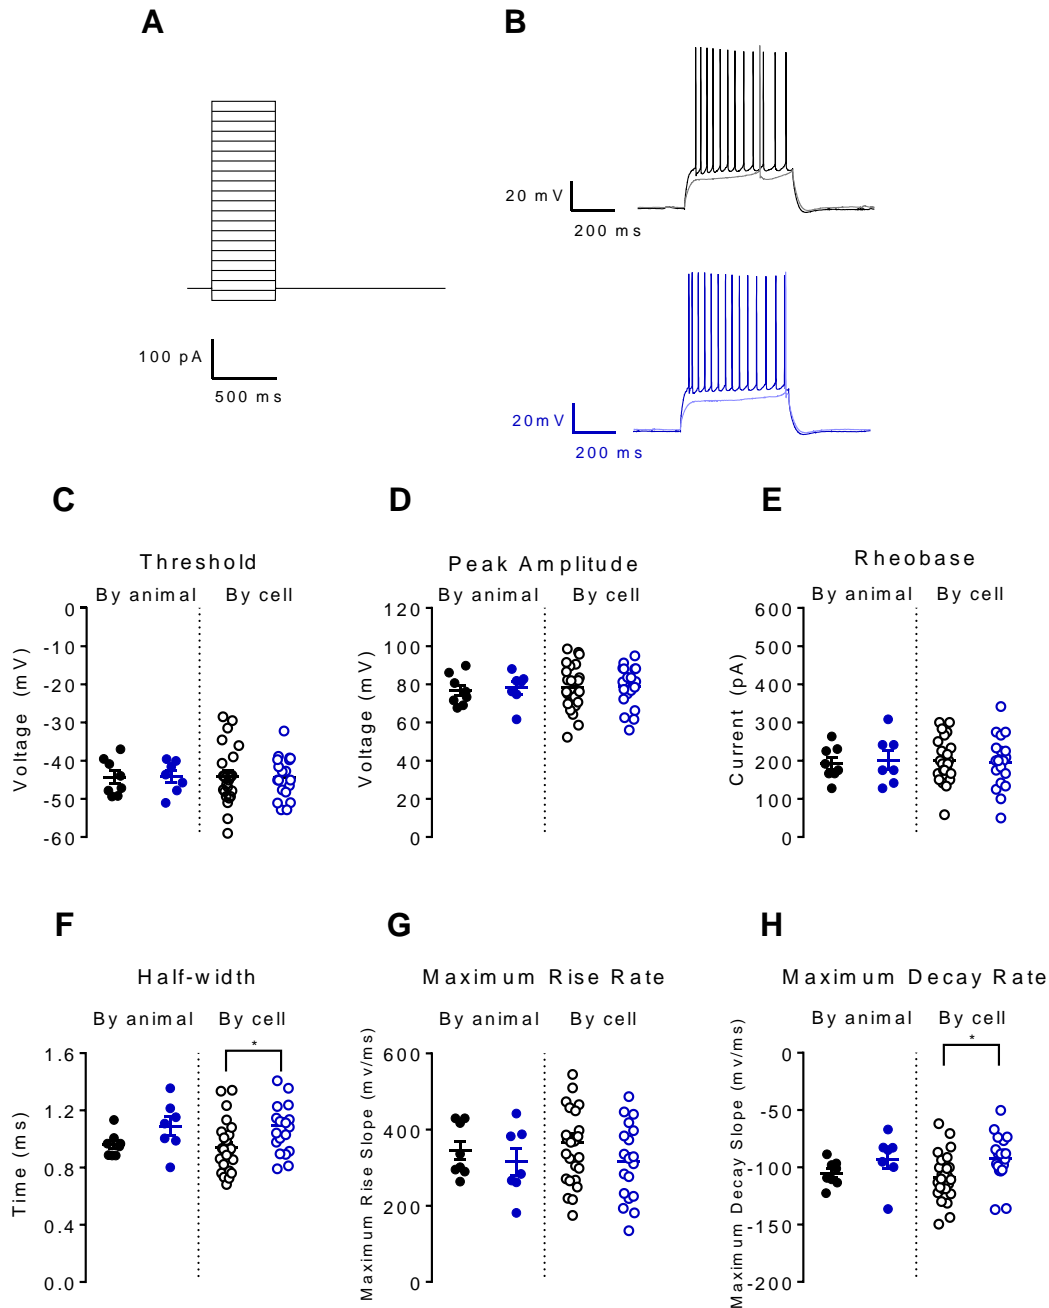 A
B
100 pA
500 ms
20 mV
200 ms
20mV
200 ms
C
D
E
Threshold
By animal
By cell
Voltage (mV)
0
-10
-20
-30
-40
-50
-60
Peak Amplitude
By animal
By cell
Voltage (mV)
120
100
80
60
40
20
0
Rheobase
By animal
By cell
Current (pA)
600
500
400
300
200
100
0
F
G
H
Half-width
By animal
By cell
*
Time (ms)
1.6
1.2
0.8
0.4
0.0
Maximum Rise Rate
By animal
By cell
Maximum Rise Slope (mv/ms)
600
400
200
0
Maximum Decay Rate
By animal
By cell
*
Maximum Decay Slope (mv/ms)
0
-50
-100
-150
-200